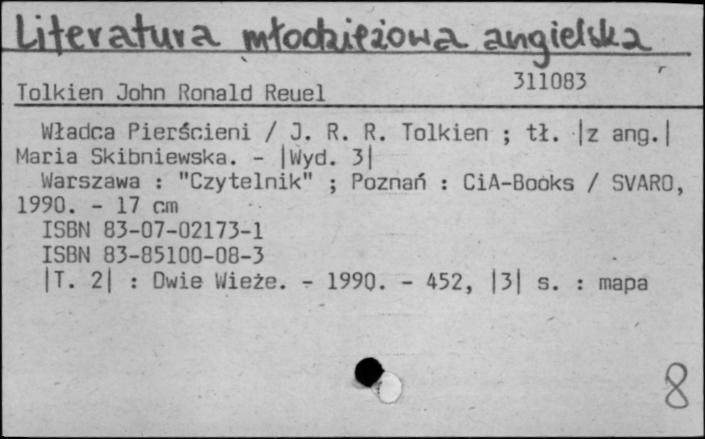 Literatura młodzieżowa angielska
311083
Tolkien John Ronald Reuel
Władca Pierścieni / J. R. R. Tolkien ; tł. |z ang.|
Maria Skibniewska. - |Wyd. 3|
Warszawa : "Czytelnik" ; Poznań : CiA-Books / SVARO,
1990. - 17 cm
ISBN 83-07-02173-1
ISBN 83-85100-08-3
|T. 2| : Dwie Wieże. - 1990. - 452, |3| s. : mapa
8